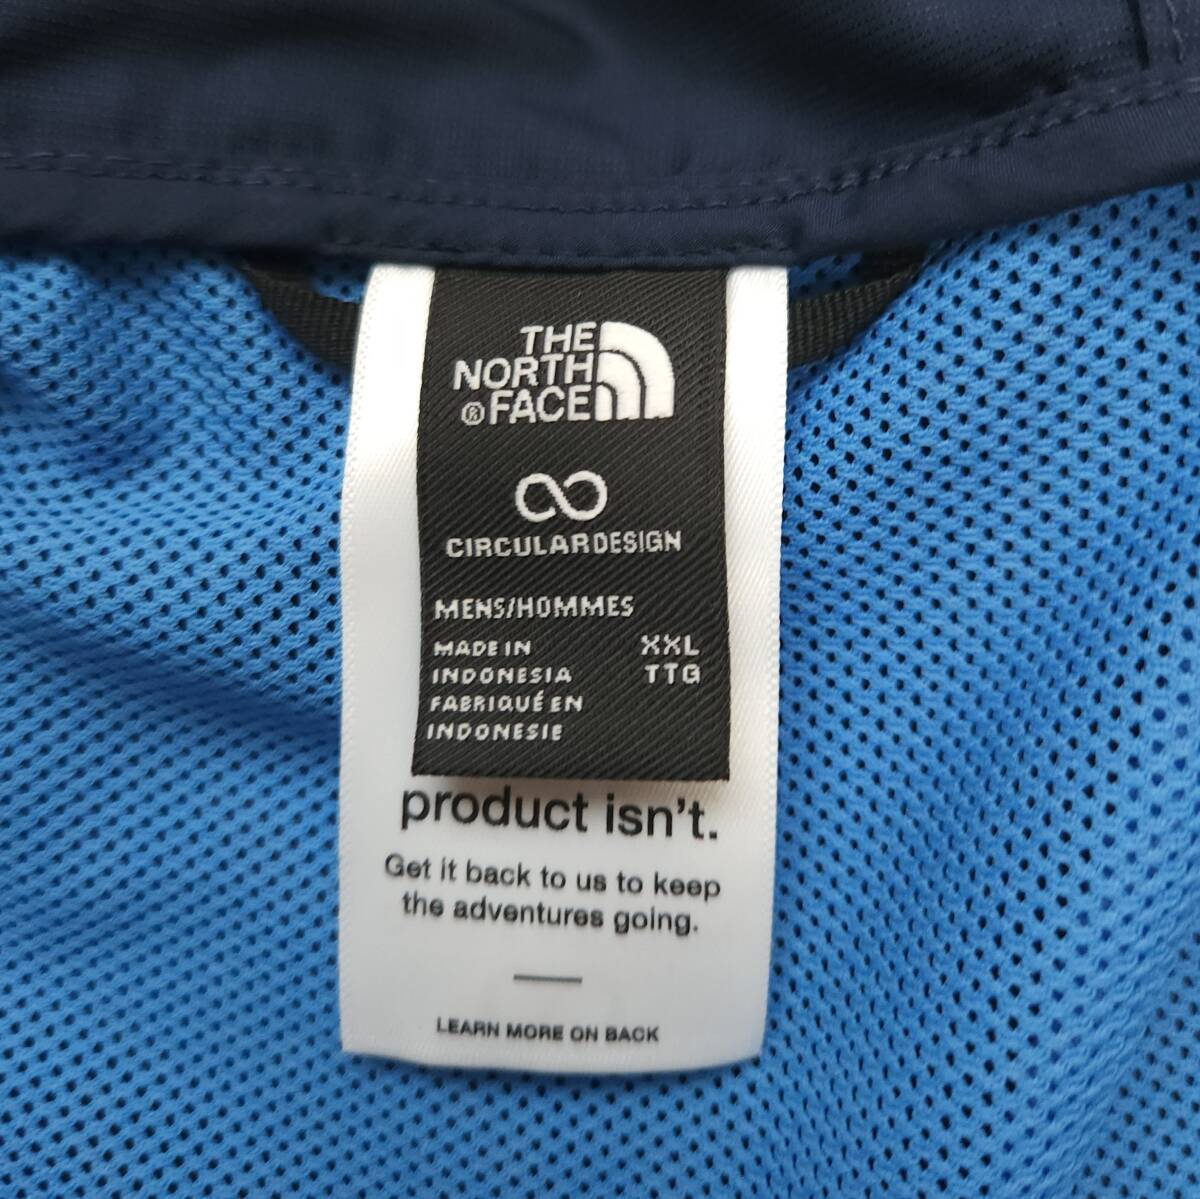 THE
NORTH
® FACE
CIRCULARDESIGN
MENS/HOMMES
MADE IN XXL
INDONESIA TTG
FABRIQUÉ EN
INDONESIE
product isn't.
Get it back to us to keep
the adventures going.
LEARN MORE ON BACK